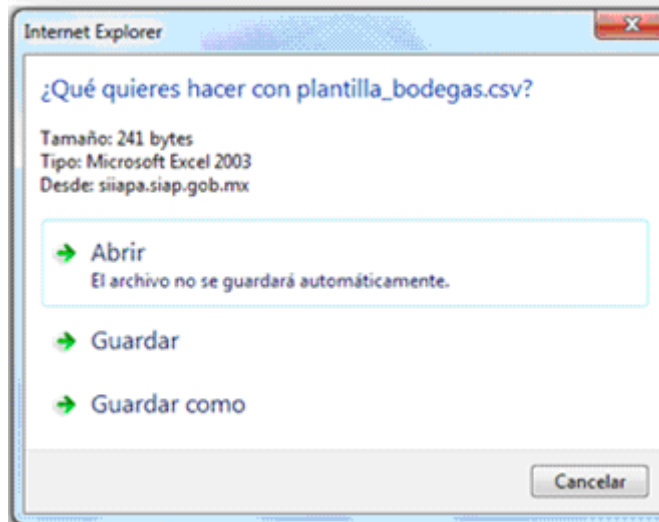 Internet Explorer
¿Qué quieres hacer con plantilla_bodegas.csv?
Tamaño: 241 bytes
Tipo: Microsoft Excel 2003
Desde: siiapa.siap.gob.mx
Abrir
El archivo no se guardará automáticamente.
Guardar
Guardar como
Cancelar